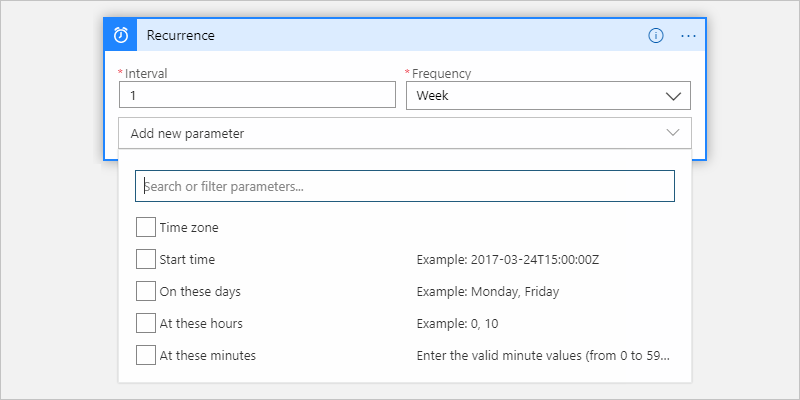 Recurrence
* Interval
* Frequency
1
Week
Add new parameter
Search or filter parameters...
Time zone
Start time Example: 2017-03-24T15:00:00Z
On these days Example: Monday, Friday
At these hours Example: 0, 10
At these minutes Enter the valid minute values (from 0 to 59...